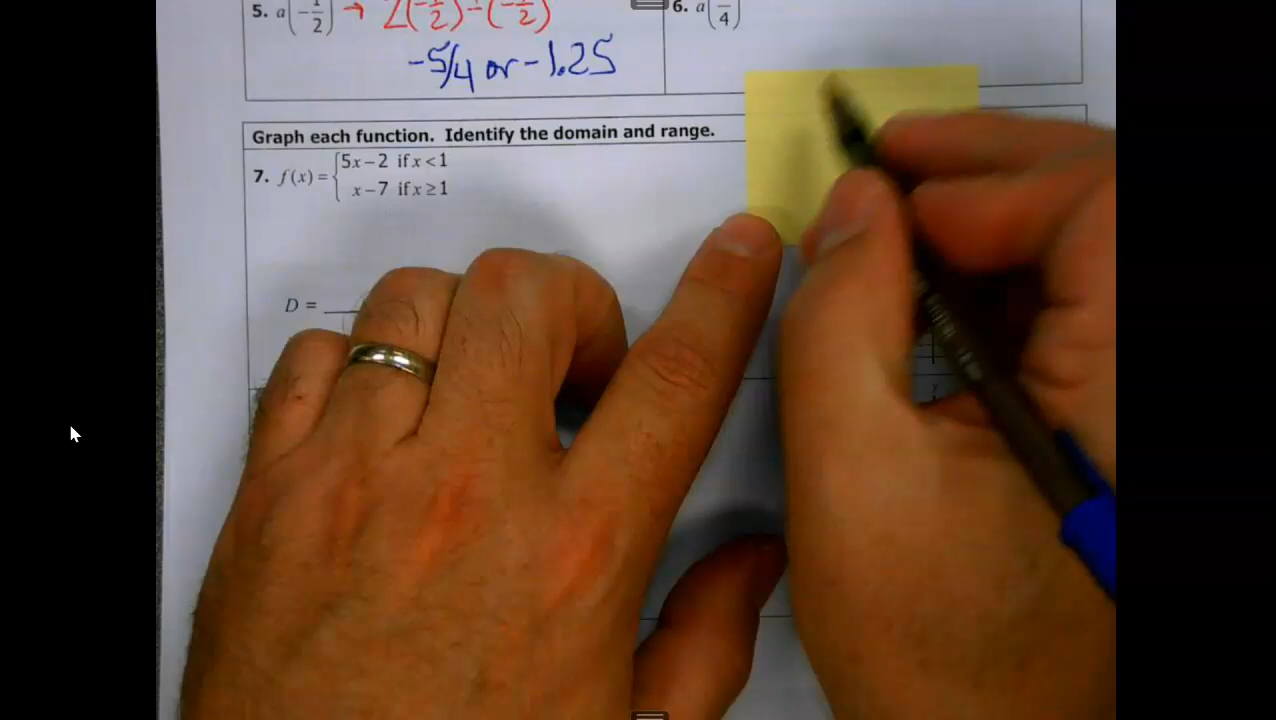 5. a(-1/2) → 2(-1/2)-(-1/2)
-5/4 or -1.25
6. a( /4)
Graph each function. Identify the domain and range.
7. f(x) = { 5x-2 if x<1
x-7 if x≥1
D = ___
y